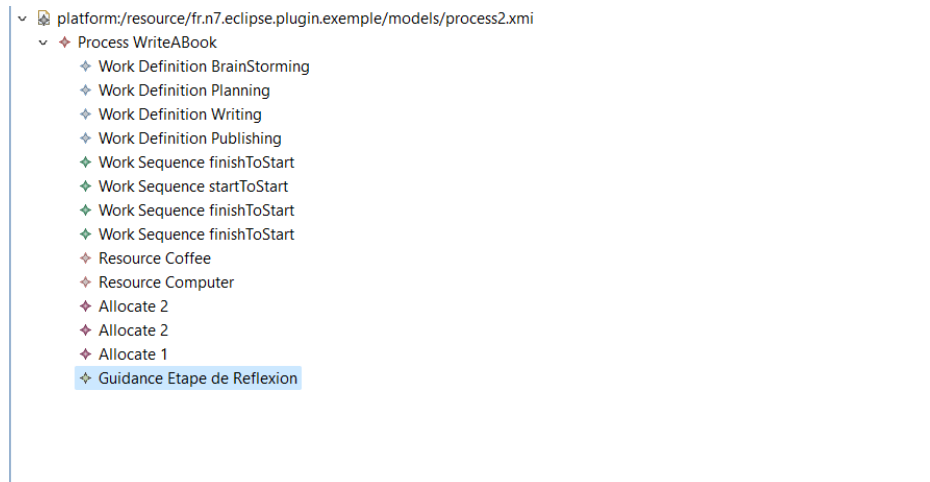 platform:/resource/fr.n7.eclipse.plugin.exemple/models/process2.xmi
Process WriteABook
Work Definition BrainStorming
Work Definition Planning
Work Definition Writing
Work Definition Publishing
Work Sequence finishToStart
Work Sequence startToStart
Work Sequence finishToStart
Work Sequence finishToStart
Resource Coffee
Resource Computer
Allocate 2
Allocate 2
Allocate 1
Guidance Etape de Reflexion